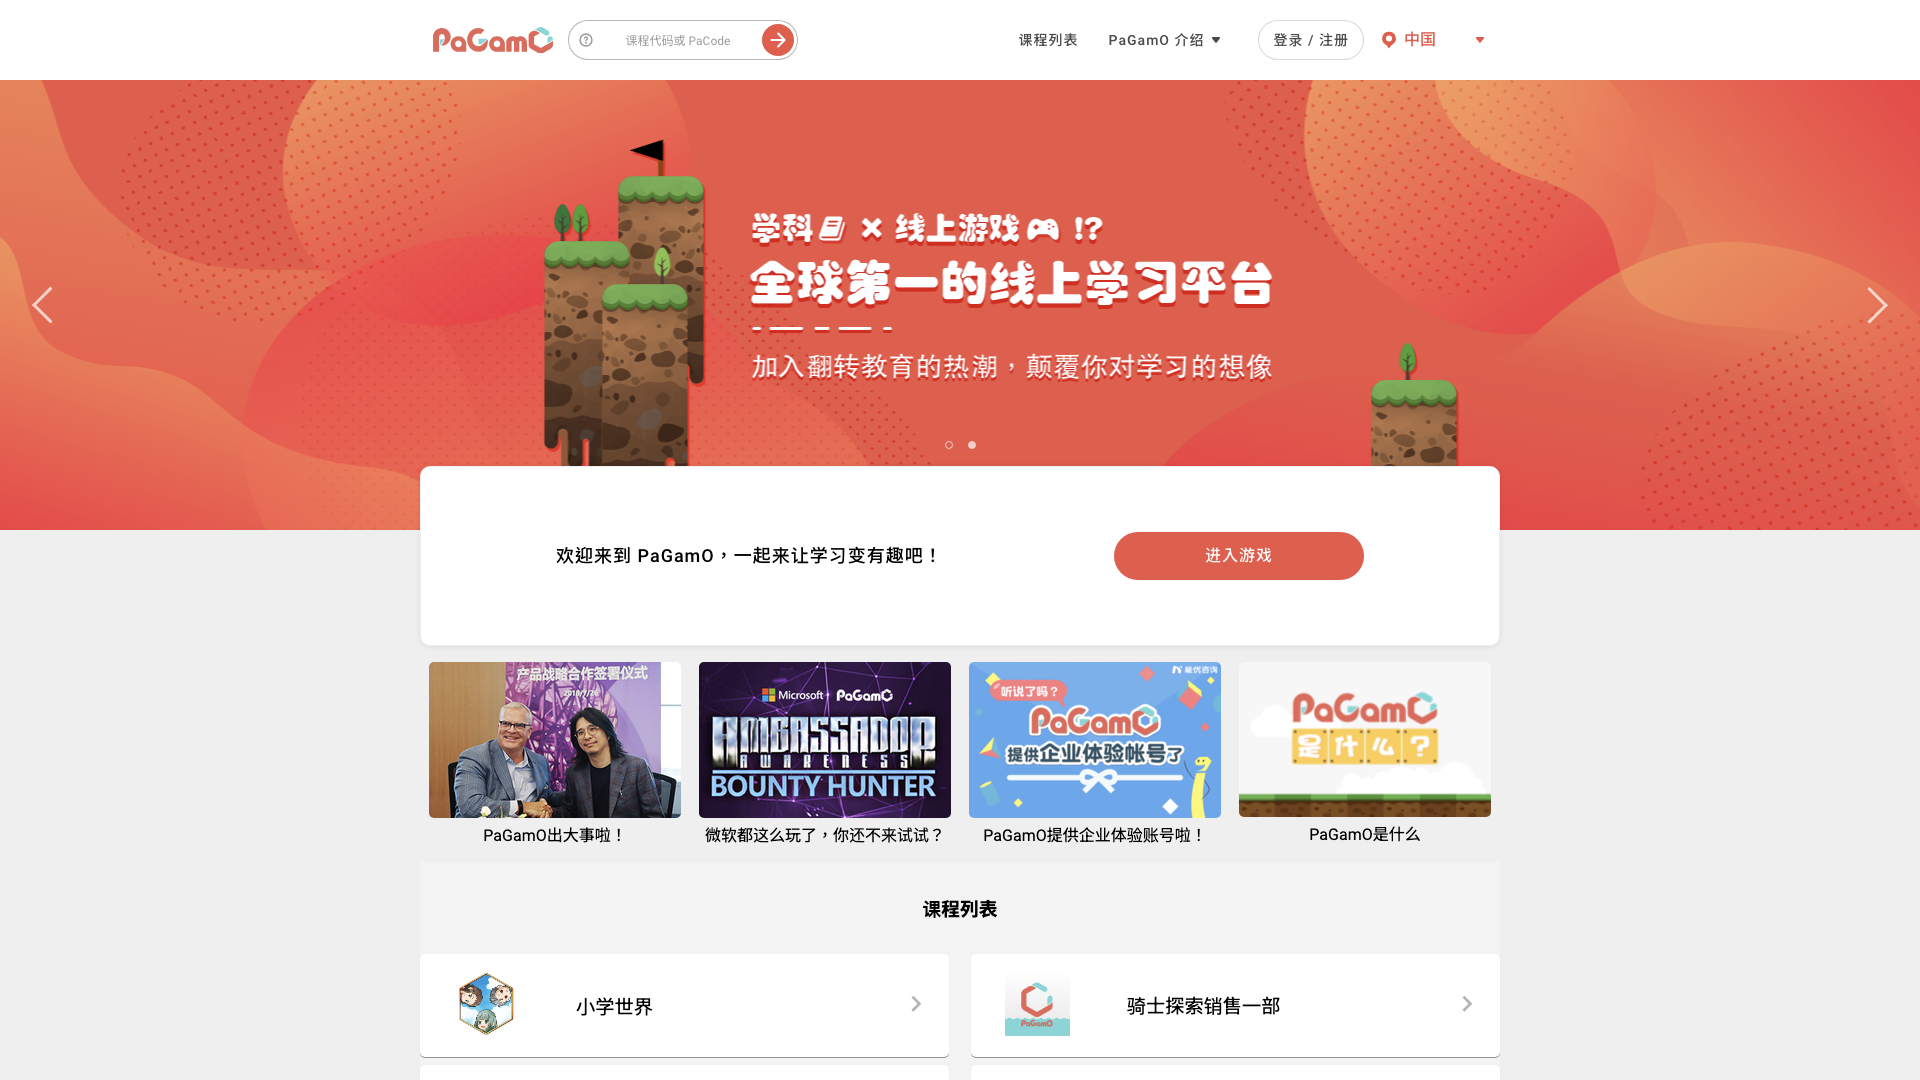 PaGamO
课程代码或 PaCode
课程列表
PaGamO 介绍
登录 / 注册
中国
学科 × 线上游戏 !?
全球第一的线上学习平台
加入翻转教育的热潮，颠覆你对学习的想像
欢迎来到 PaGamO，一起来让学习变有趣吧！
进入游戏
产品战略合作签署仪式
2018/7/26
PaGamO出大事啦！
Microsoft PaGamO
AMBASSADOR
AWARENESS
BOUNTY HUNTER
微软都这么玩了，你还不来试试？
能优咨询
听说了吗？
PaGamO
提供企业体验帐号了
PaGamO提供企业体验账号啦！
PaGamO
是什么？
PaGamO是什么
课程列表
小学世界
PaGamO
骑士探索销售一部